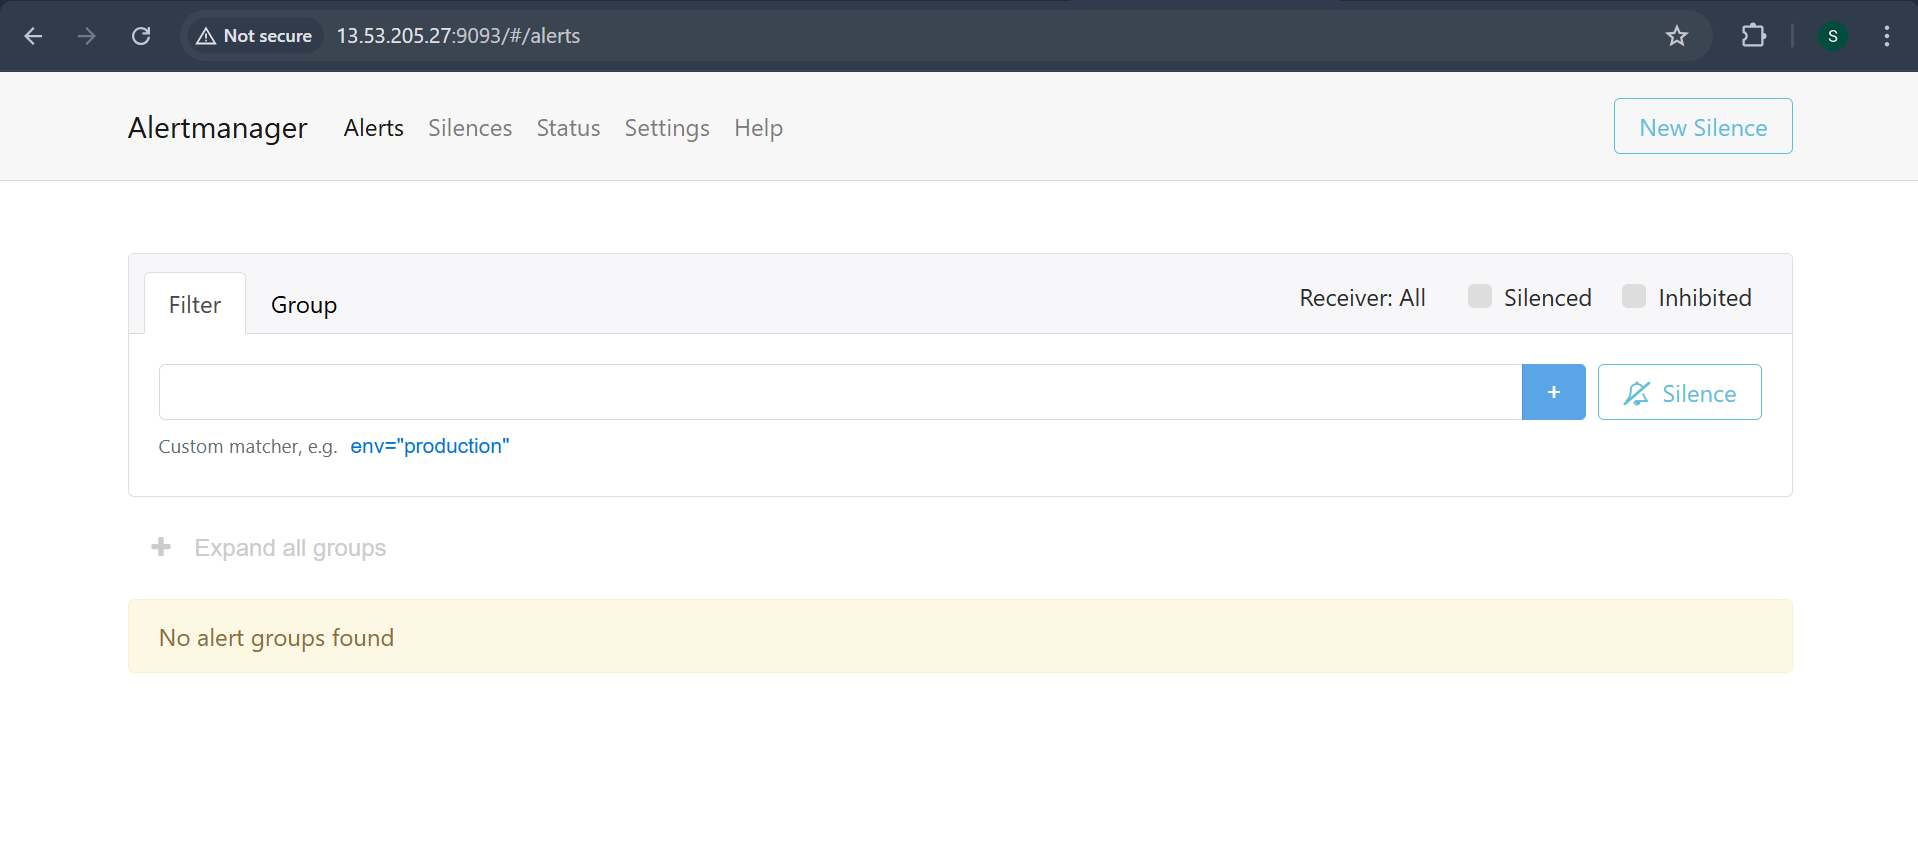 Not secure 13.53.205.27:9093/#/alerts S
Alertmanager Alerts Silences Status Settings Help New Silence
Filter Group Receiver: All Silenced Inhibited
+ Silence
Custom matcher, e.g. env="production"
+ Expand all groups
No alert groups found